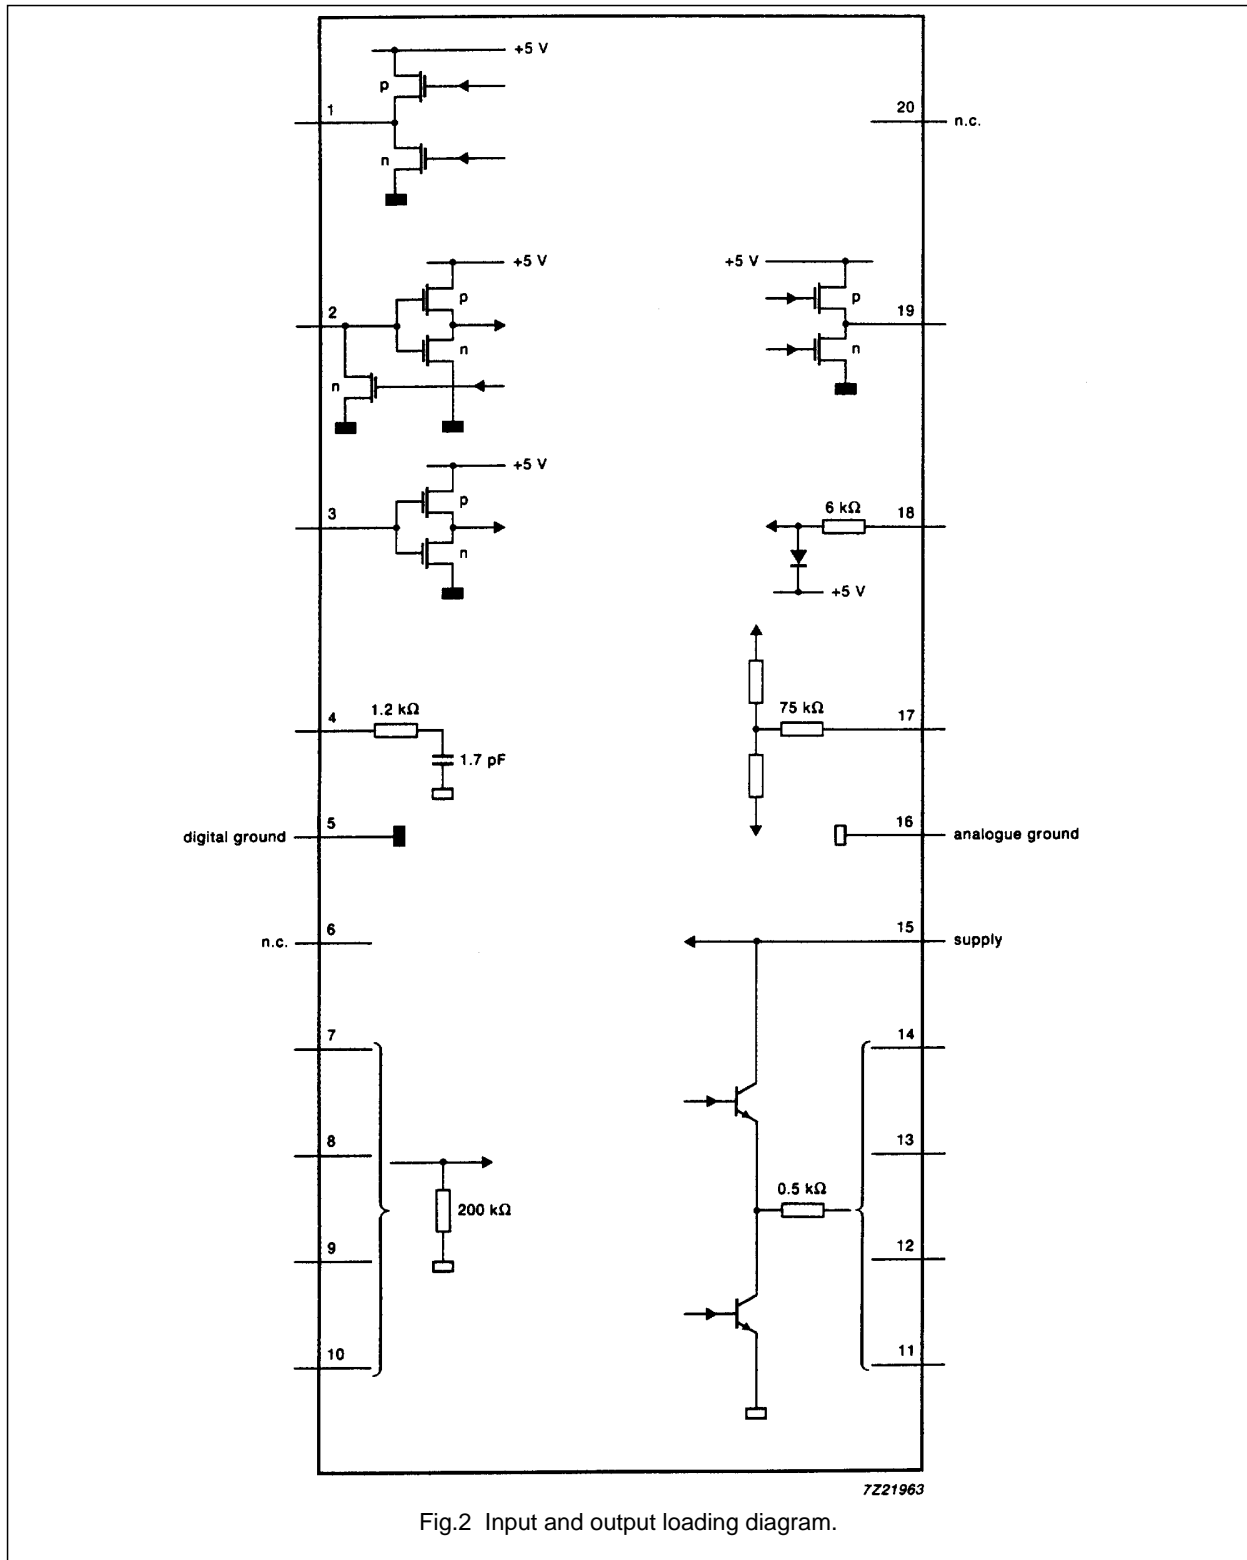 +5 V
p
1
20
n.c.
n
+5 V
+5 V
p
p
2
19
n
n
n
+5 V
p
6 kΩ
3
18
n
+5 V
1.2 kΩ
4
75 kΩ
17
1.7 pF
digital ground
5
16
analogue ground
n.c.
6
15
supply
7
14
8
13
200 kΩ
0.5 kΩ
9
12
10
11
7Z21963
Fig.2 Input and output loading diagram.